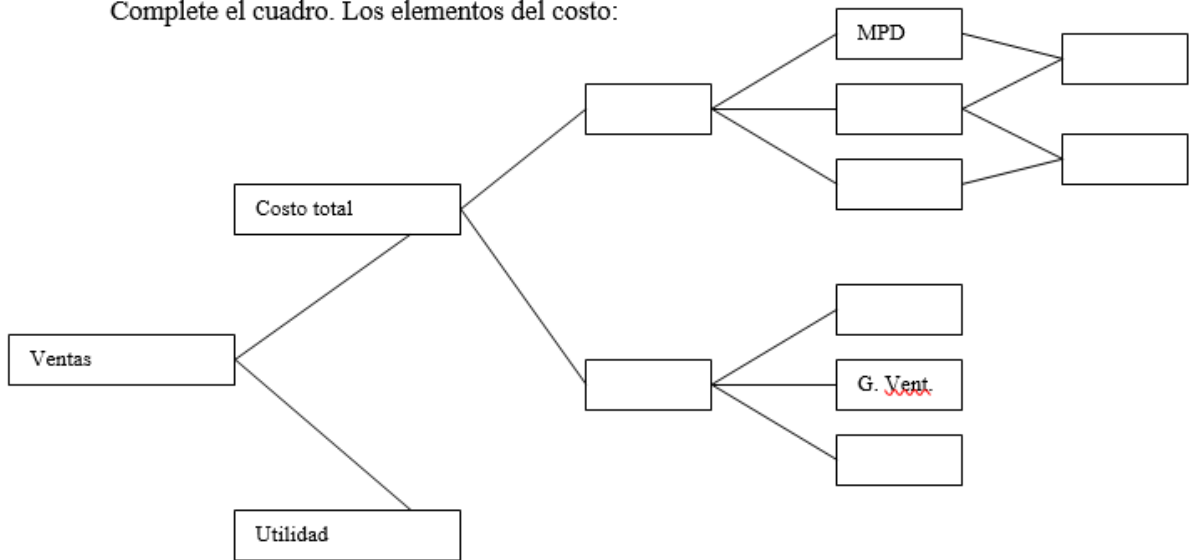 Complete el cuadro. Los elementos del costo:
MPD
Costo total
Ventas
G. Vent.
Utilidad